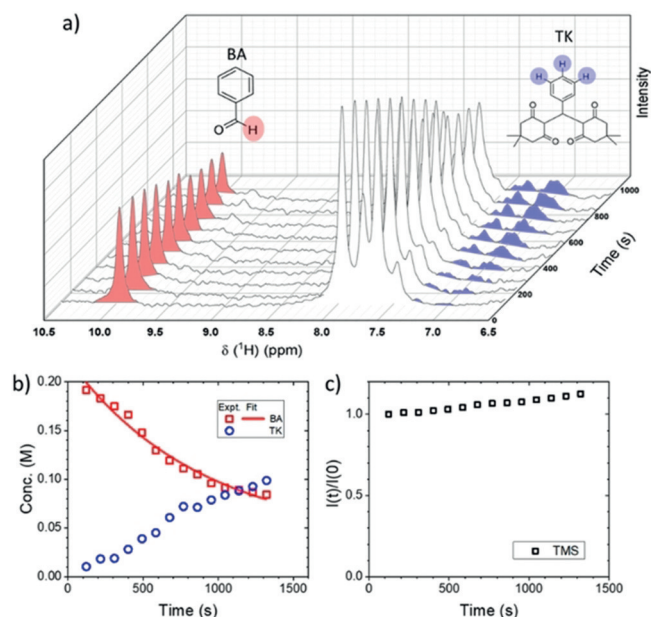 a)
BA
TK
H
H
H
O
H
O
O
O
O
Intensity
1000
800
600
400
200
0
Time (s)
10.5 10.0 9.5 9.0 8.5 8.0 7.5 7.0 6.5
δ (¹H) (ppm)
b)
0.20
0.15
0.10
0.05
0.00
Conc. (M)
Expt. Fit
BA
TK
0 500 1000 1500
Time (s)
c)
1.0
0.5
0.0
I(t)/I(0)
TMS
0 500 1000 1500
Time (s)